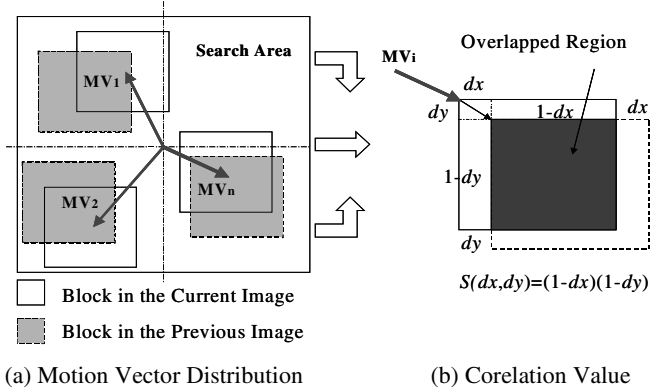 Search Area
MV1
MV2
MVn
Block in the Current Image
Block in the Previous Image
(a) Motion Vector Distribution
Overlapped Region
MVi
dx
dy
1-dx
dx
1-dy
dy
S(dx,dy)=(1-dx)(1-dy)
(b) Corelation Value